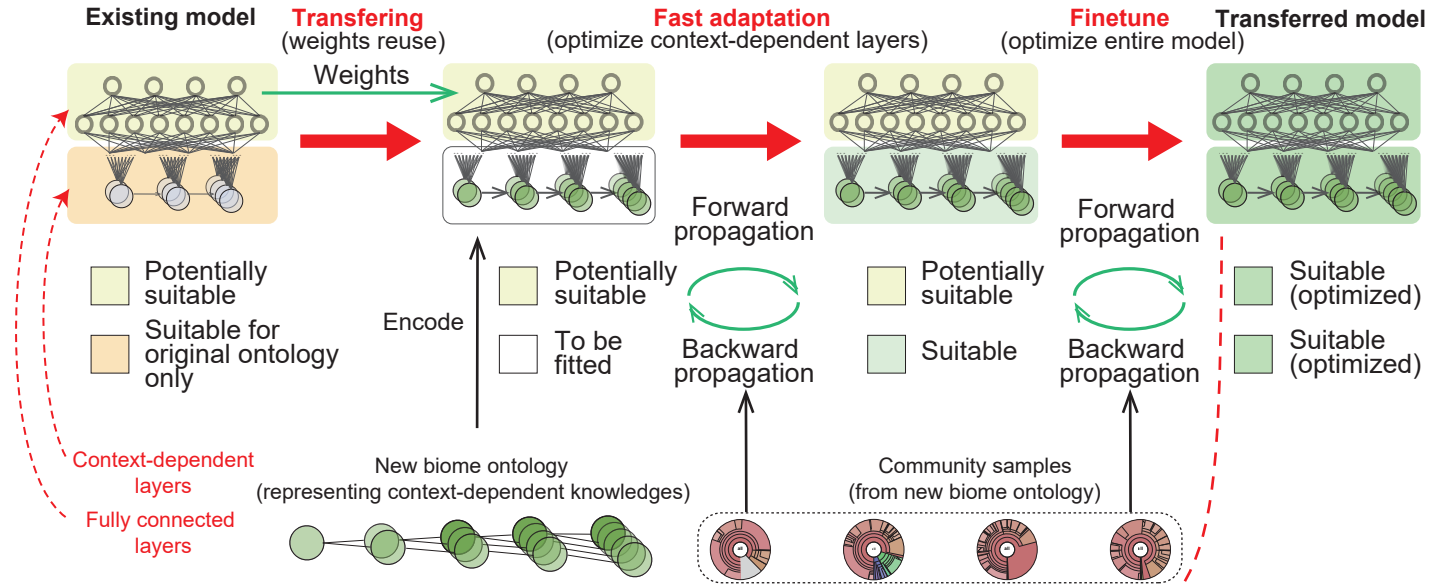 Existing model
Transfering
(weights reuse)
Fast adaptation
(optimize context-dependent layers)
Finetune
(optimize entire model)
Transferred model
Weights
Potentially
suitable
Suitable for
original ontology
only
Encode
Potentially
suitable
To be
fitted
Forward
propagation
Backward
propagation
Potentially
suitable
Suitable
Forward
propagation
Backward
propagation
Suitable
(optimized)
Suitable
(optimized)
Context-dependent
layers
Fully connected
layers
New biome ontology
(representing context-dependent knowledges)
Community samples
(from new biome ontology)